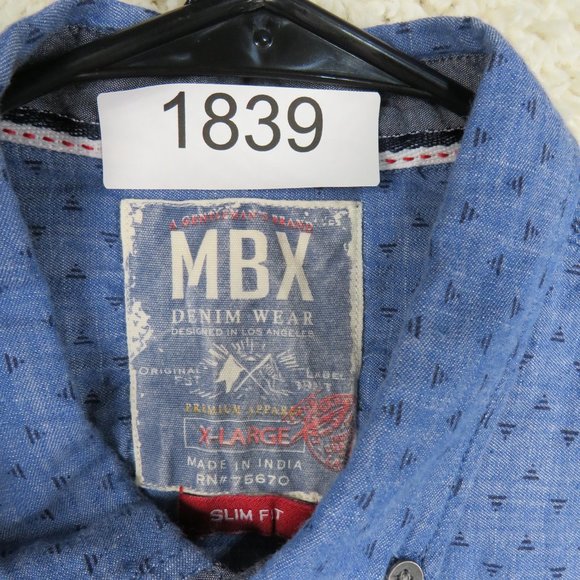 1839
A GENTLEMAN'S BRAND
MBX
DENIM WEAR
DESIGNED IN LOS ANGELES
ORIGINAL LABEL
EST
PREMIUM APPAREL
X-LARGE
MADE IN INDIA
RN# 75670
SLIM FIT